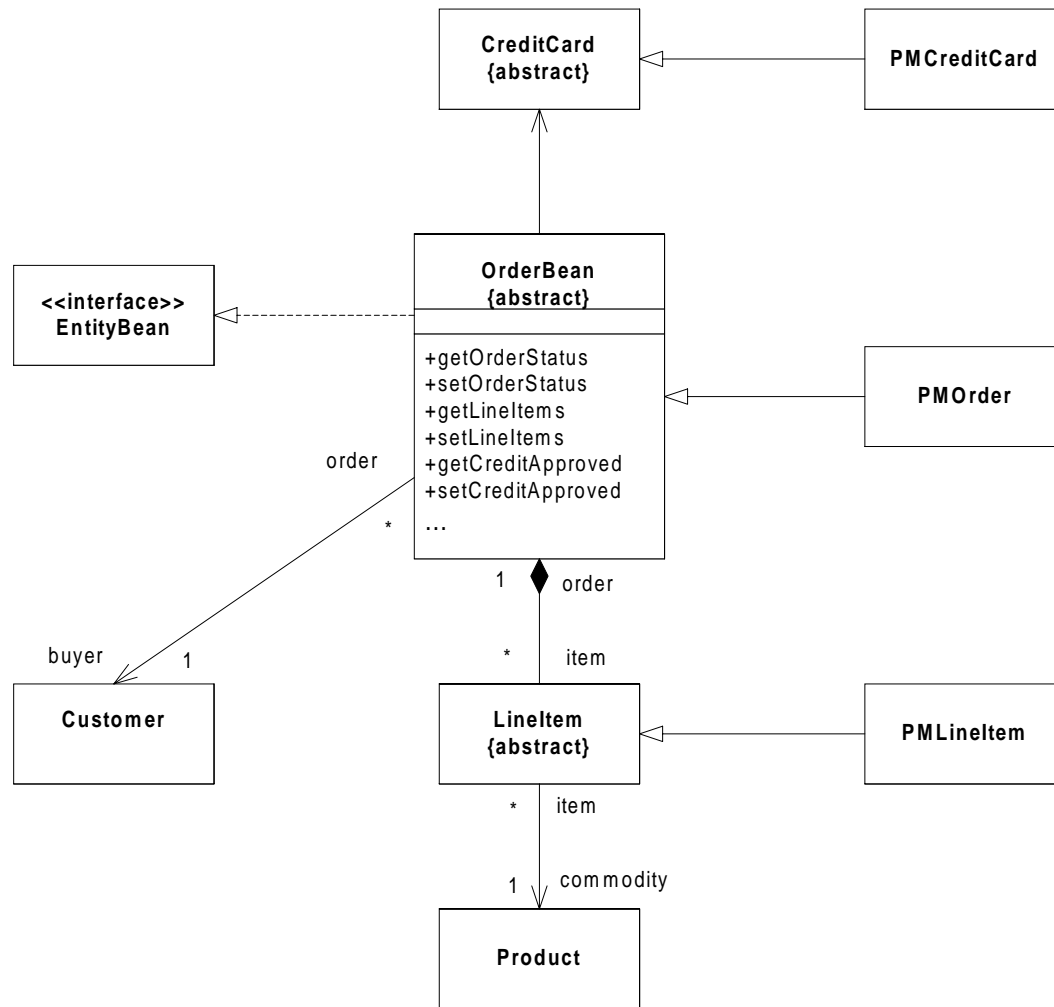 CreditCard
{abstract}
PMCreditCard
OrderBean
{abstract}
<<interface>>
EntityBean
+getOrderStatus
+setOrderStatus
+getLineItems
+setLineItems
+getCreditApproved
+setCreditApproved
...
PMOrder
order
*
1
order
buyer
1
*
item
Customer
LineItem
{abstract}
PMLineItem
*
item
1
commodity
Product